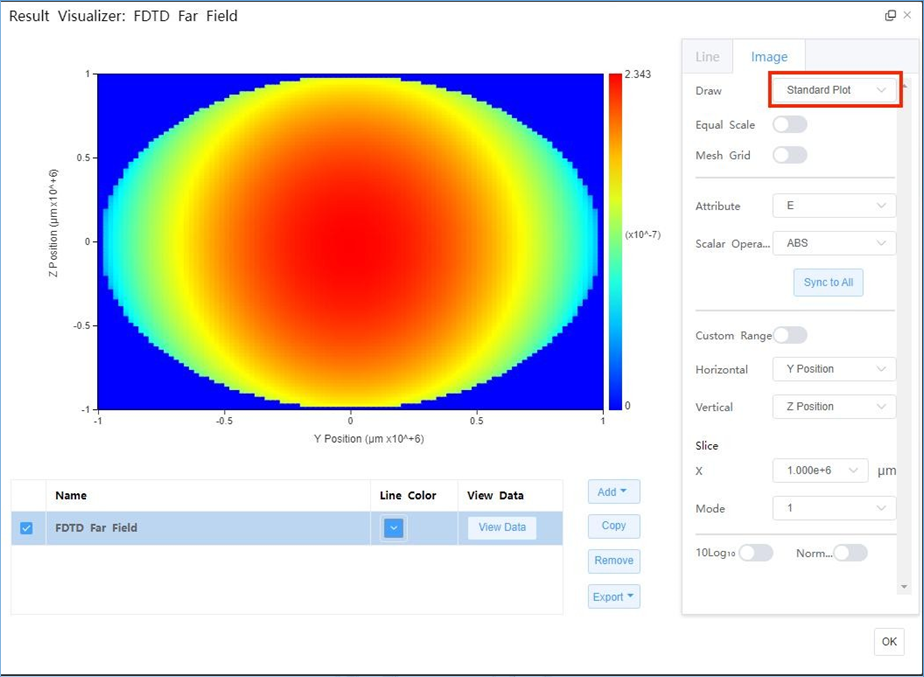 Result Visualizer: FDTD Far Field
Line
Image
Draw
Standard Plot
Equal Scale
Mesh Grid
Attribute
E
Scalar Opera...
ABS
Sync to All
Custom Range
Horizontal
Y Position
Vertical
Z Position
Slice
X
1.000e+6
μm
Mode
1
10Log₁₀
Norm...
1
0.5
0
-0.5
-1
Z Position (μm x10^+6)
-1
-0.5
0
0.5
1
Y Position (μm x10^+6)
2.343
(x10^-7)
0
Name
Line Color
View Data
FDTD Far Field
View Data
Add
Copy
Remove
Export
OK